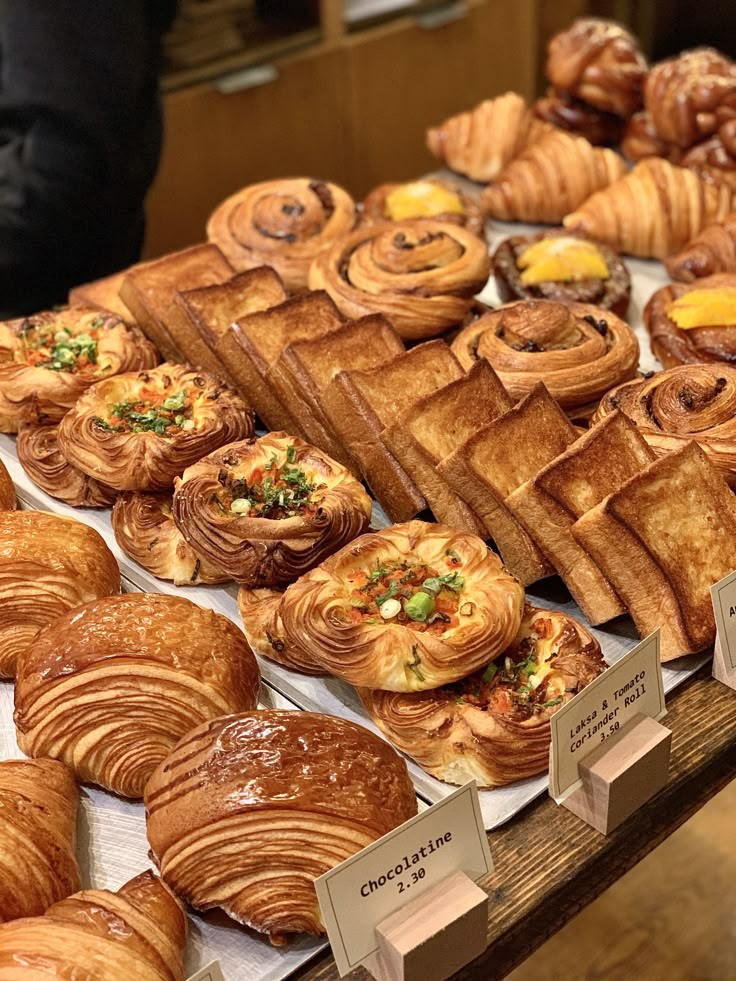 Chocolatine
2.30
Laksa & Tomato
Coriander Roll
3.50